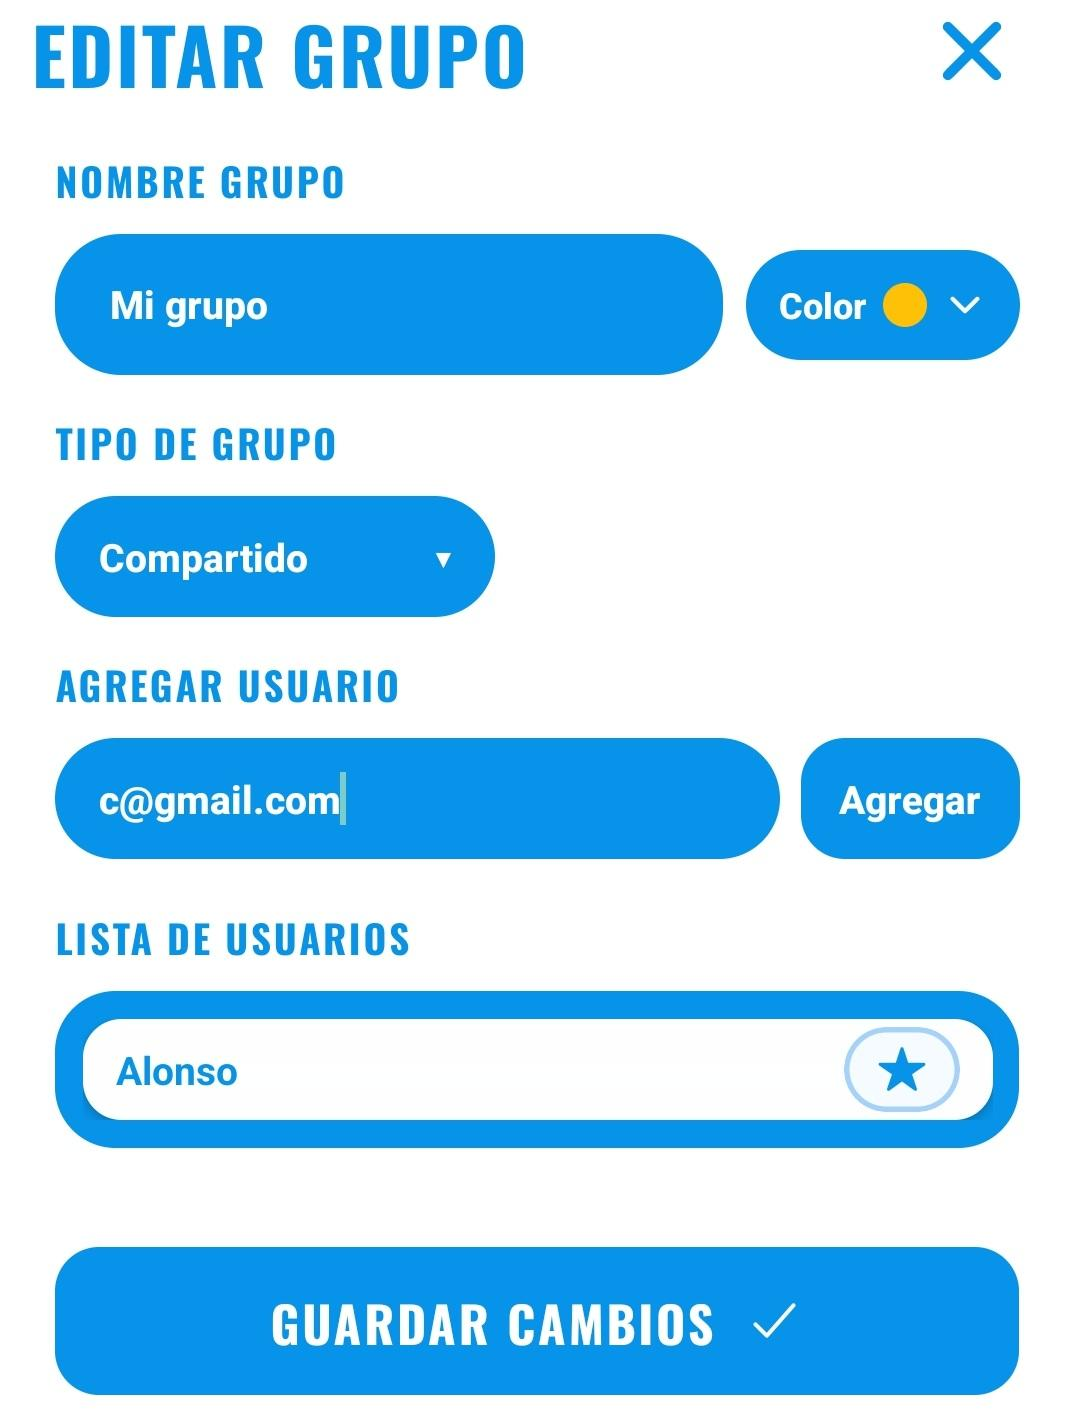 EDITAR GRUPO
NOMBRE GRUPO
Mi grupo
Color
TIPO DE GRUPO
Compartido
AGREGAR USUARIO
c@gmail.com
Agregar
LISTA DE USUARIOS
Alonso
GUARDAR CAMBIOS